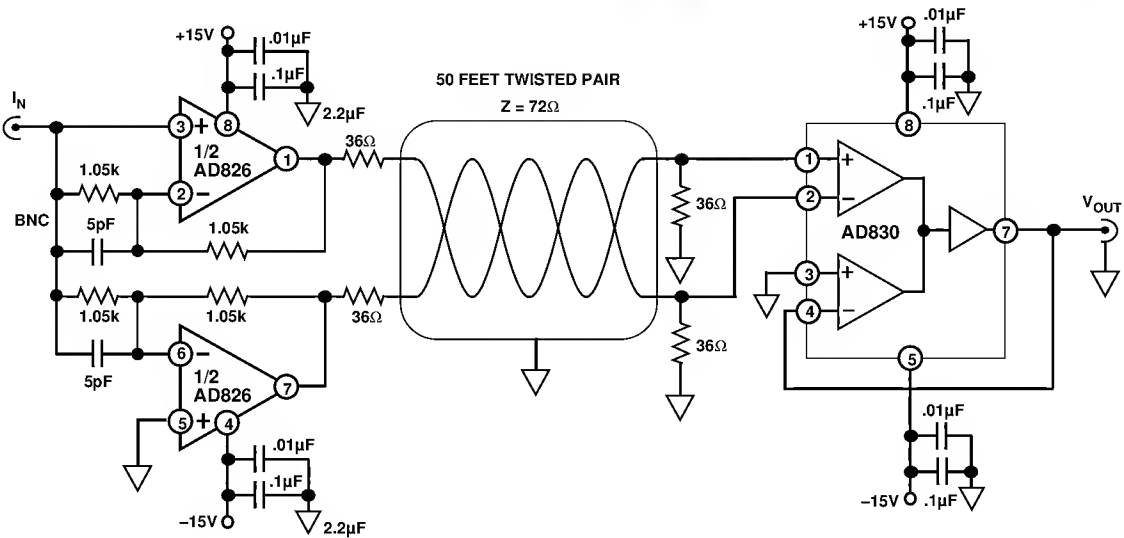 +15V
.01µF
.1µF
2.2µF
I_N
3
+
8
1/2
AD826
1
36Ω
1.05k
2
−
BNC
5pF
1.05k
1.05k
1.05k
36Ω
5pF
6
−
1/2
AD826
7
5
+
4
.01µF
.1µF
−15V
2.2µF
50 FEET TWISTED PAIR
Z = 72Ω
36Ω
36Ω
+15V
.01µF
.1µF
8
1
+
2
−
AD830
3
+
4
−
7
V_OUT
5
.01µF
−15V
.1µF